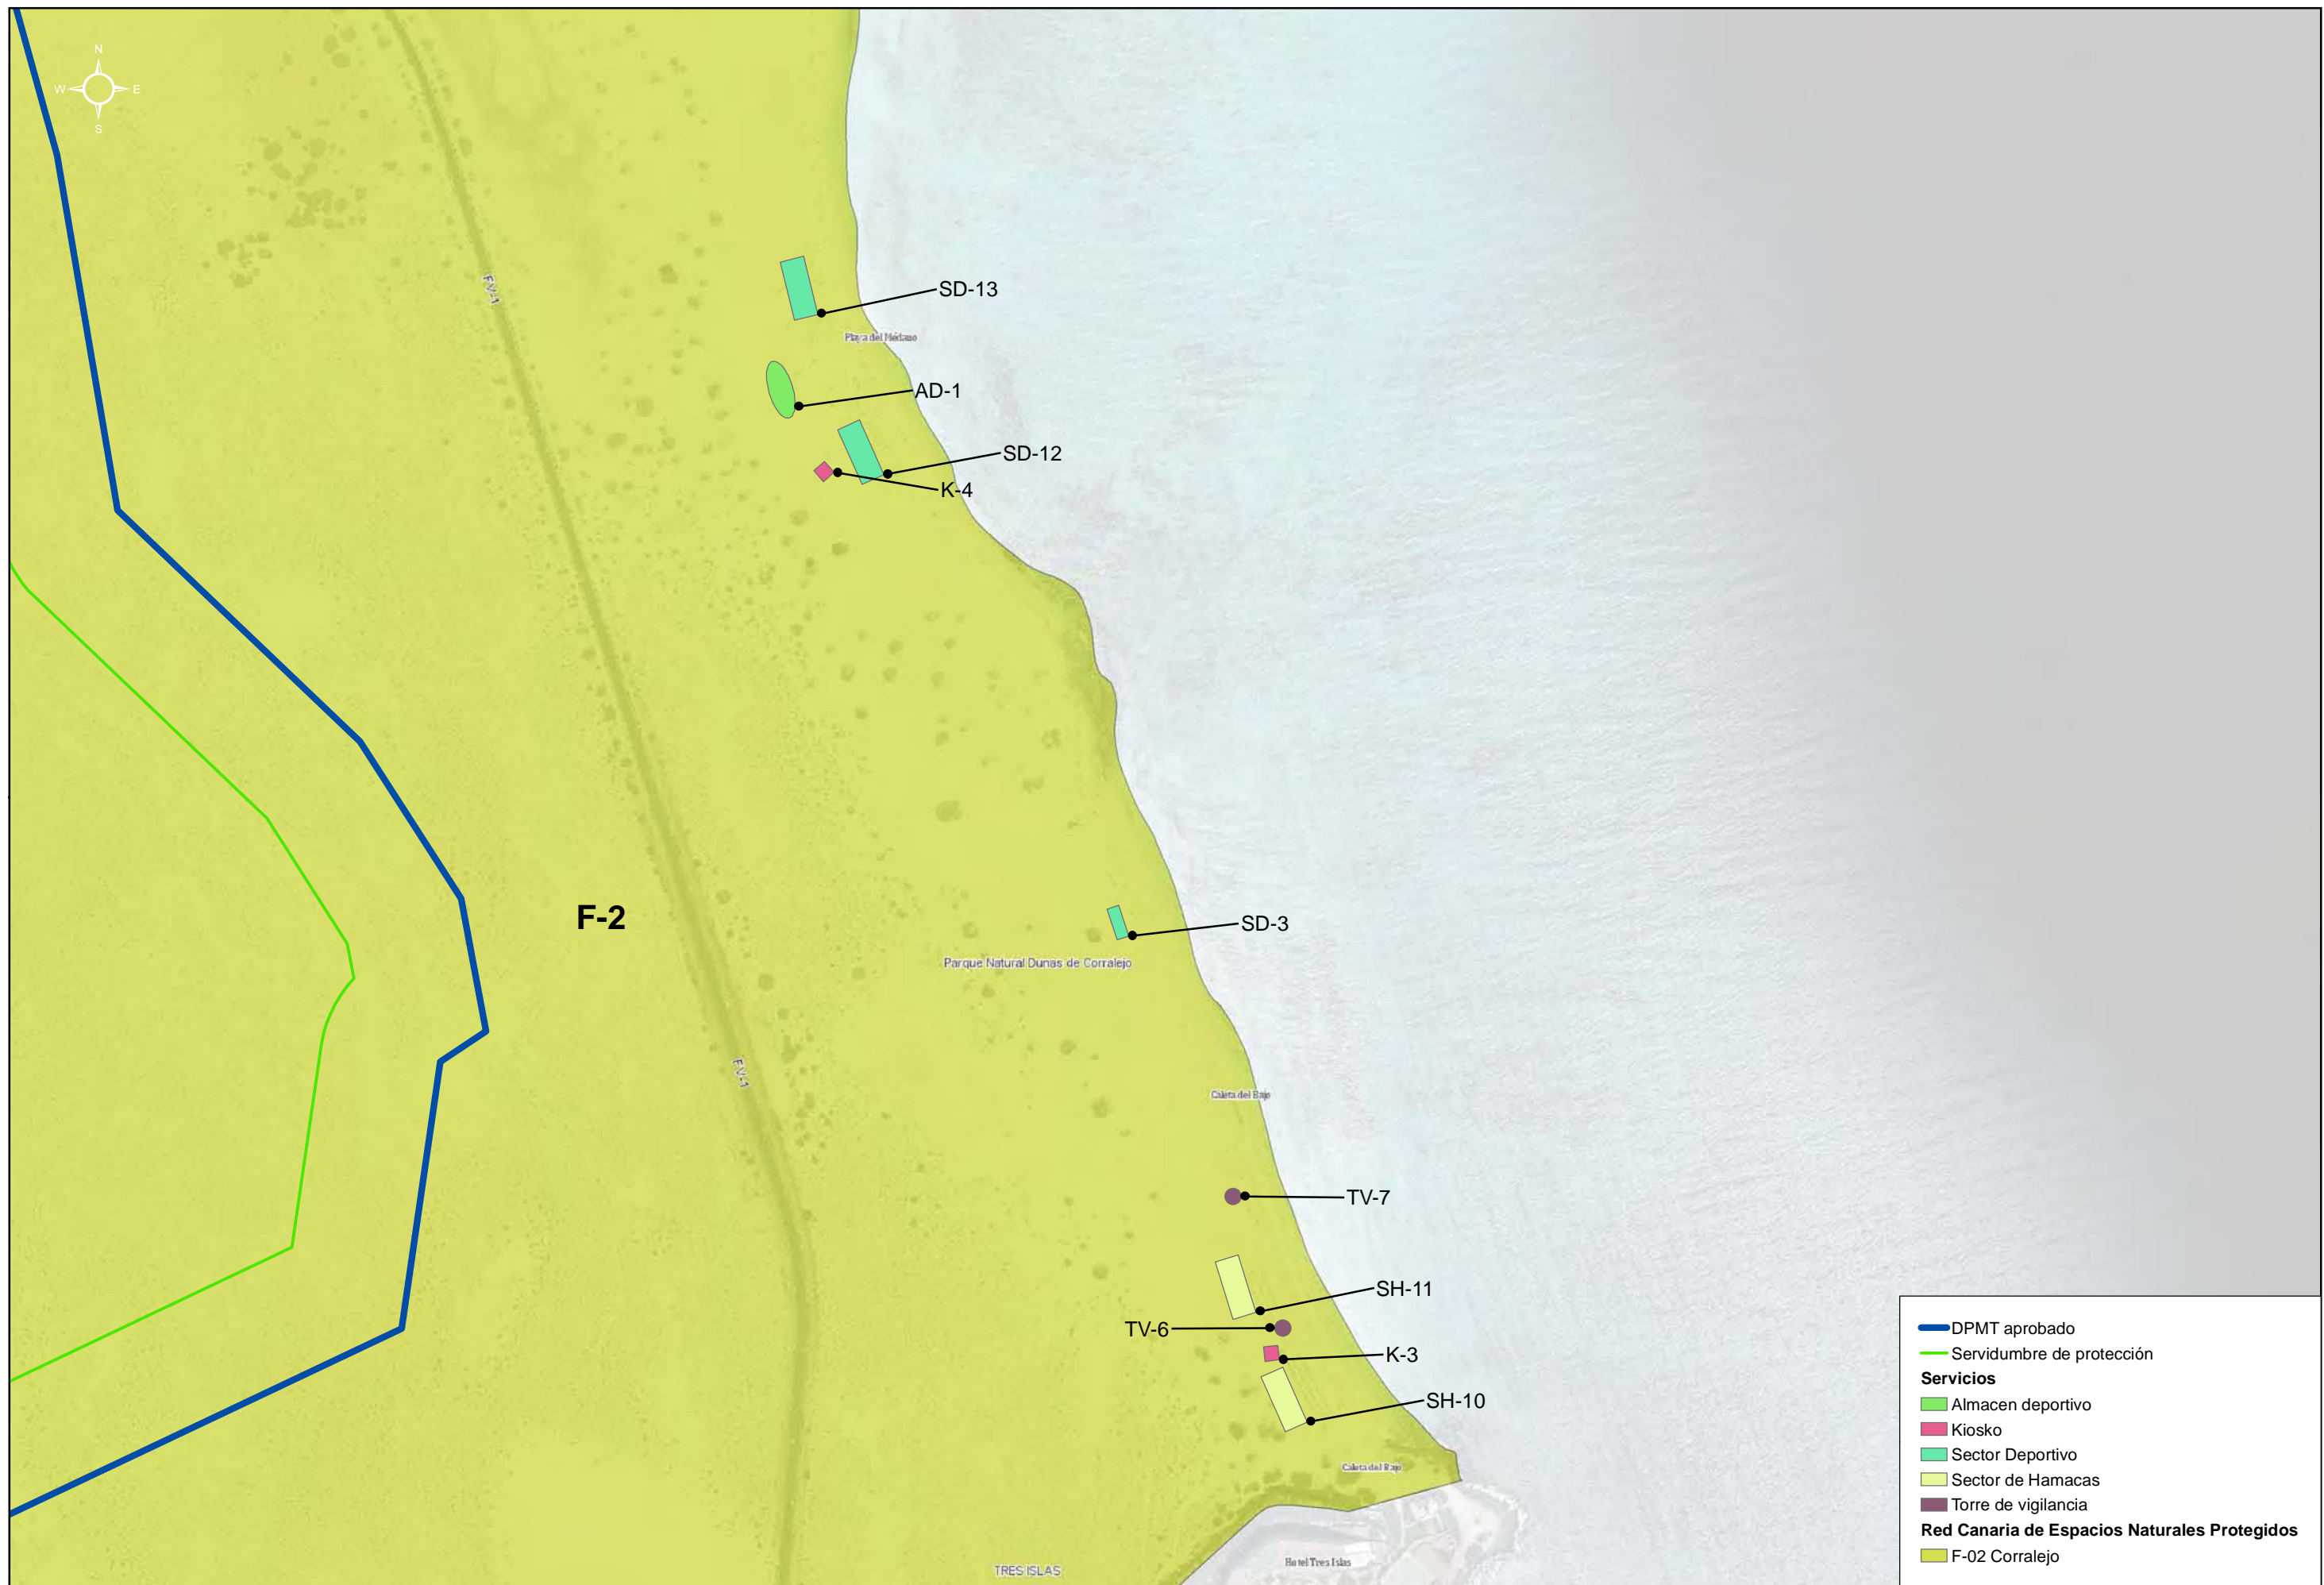 N
W E
S
FV-1
SD-13
Playa del Médano
AD-1
SD-12
K-4
F-2
SD-3
Parque Natural Dunas de Corralejo
FV-1
Caleta del Bajo
TV-7
SH-11
TV-6
K-3
SH-10
Caleta del Bajo
Hotel Tres Islas
TRES ISLAS
DPMT aprobado
Servidumbre de protección
Servicios
Almacen deportivo
Kiosko
Sector Deportivo
Sector de Hamacas
Torre de vigilancia
Red Canaria de Espacios Naturales Protegidos
F-02 Corralejo